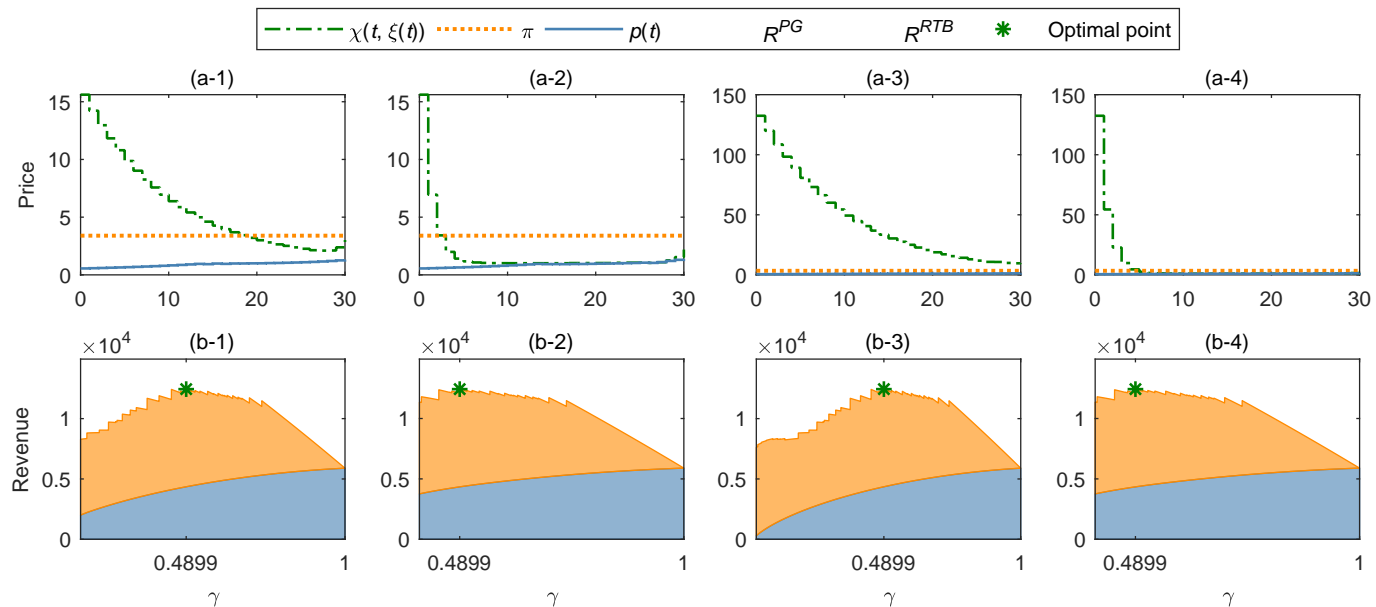 χ(t, ξ(t)) π p(t) R^PG R^RTB Optimal point
(a-1) (a-2) (a-3) (a-4)
Price
15 10 5 0
0 10 20 30
15 10 5 0
0 10 20 30
150 100 50 0
0 10 20 30
150 100 50 0
0 10 20 30
(b-1) (b-2) (b-3) (b-4)
Revenue
×10^4
1 0.5 0
0.4899 1
γ
×10^4
1 0.5 0
0.4899 1
γ
×10^4
1 0.5 0
0.4899 1
γ
×10^4
1 0.5 0
0.4899 1
γ